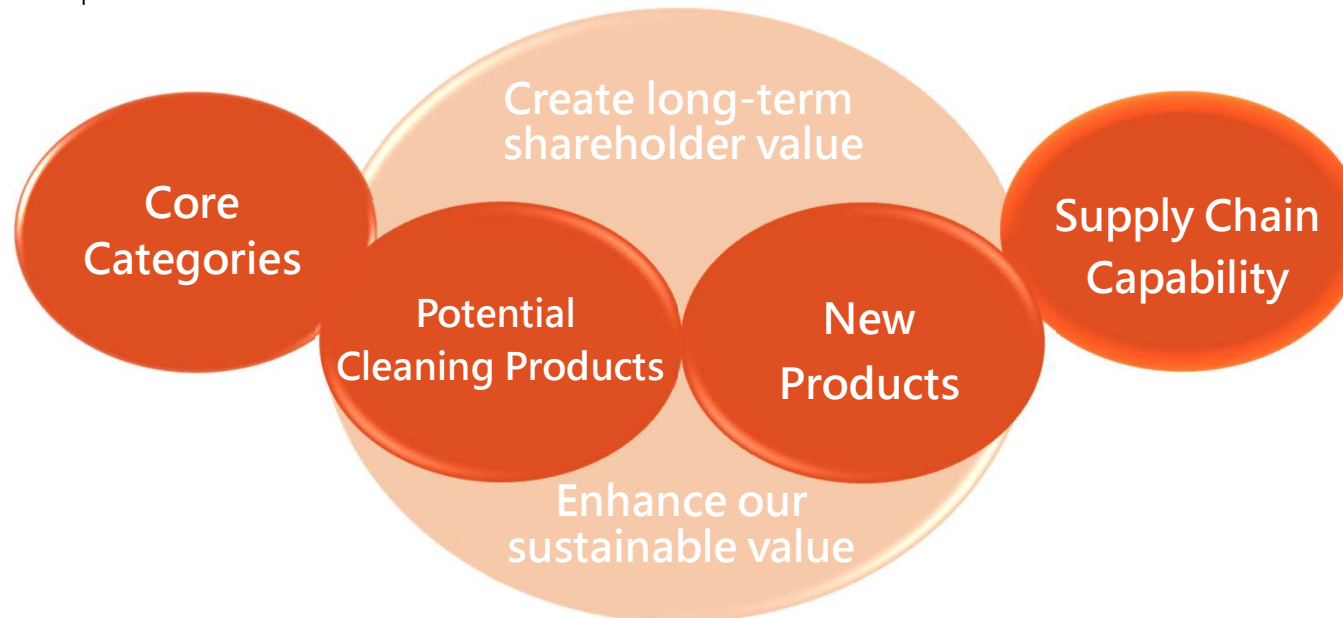 Create long-term
shareholder value
Core
Categories
Potential
Cleaning Products
New
Products
Supply Chain
Capability
Enhance our
sustainable value